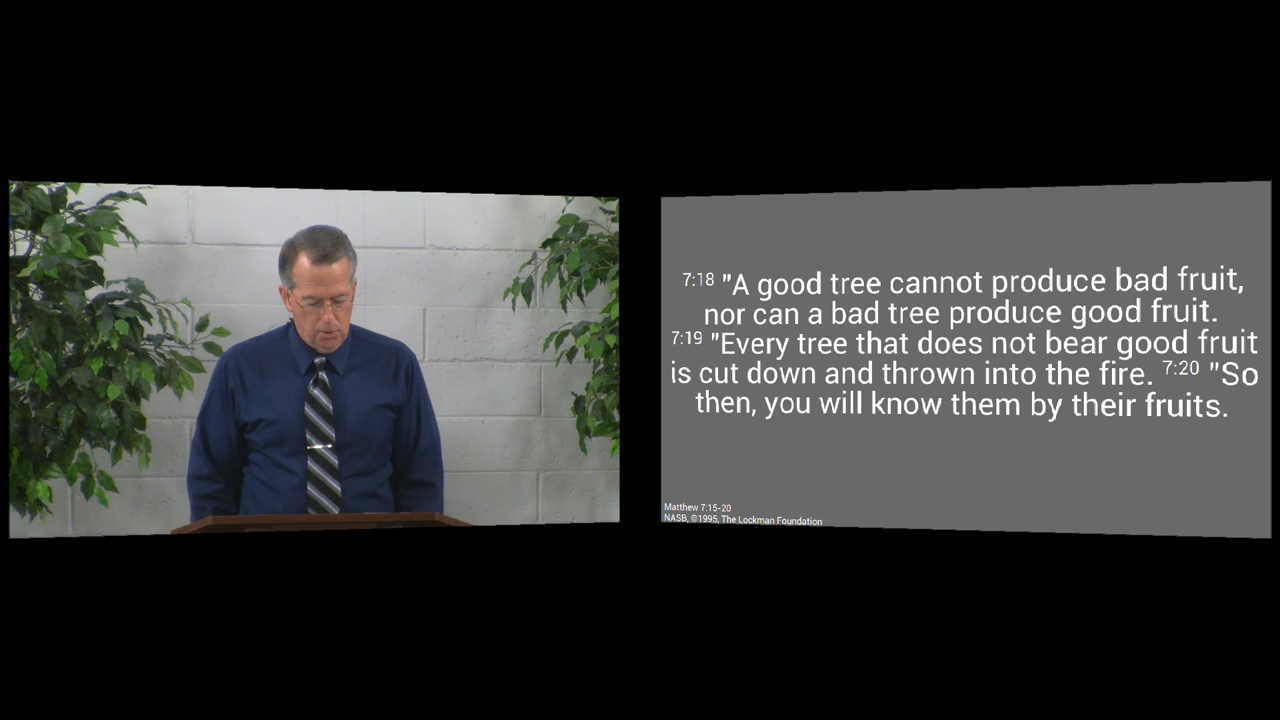 7:18 "A good tree cannot produce bad fruit,
nor can a bad tree produce good fruit.
7:19 "Every tree that does not bear good fruit
is cut down and thrown into the fire. 7:20 "So
then, you will know them by their fruits.
Matthew 7:15-20
NASB, ©1995, The Lockman Foundation